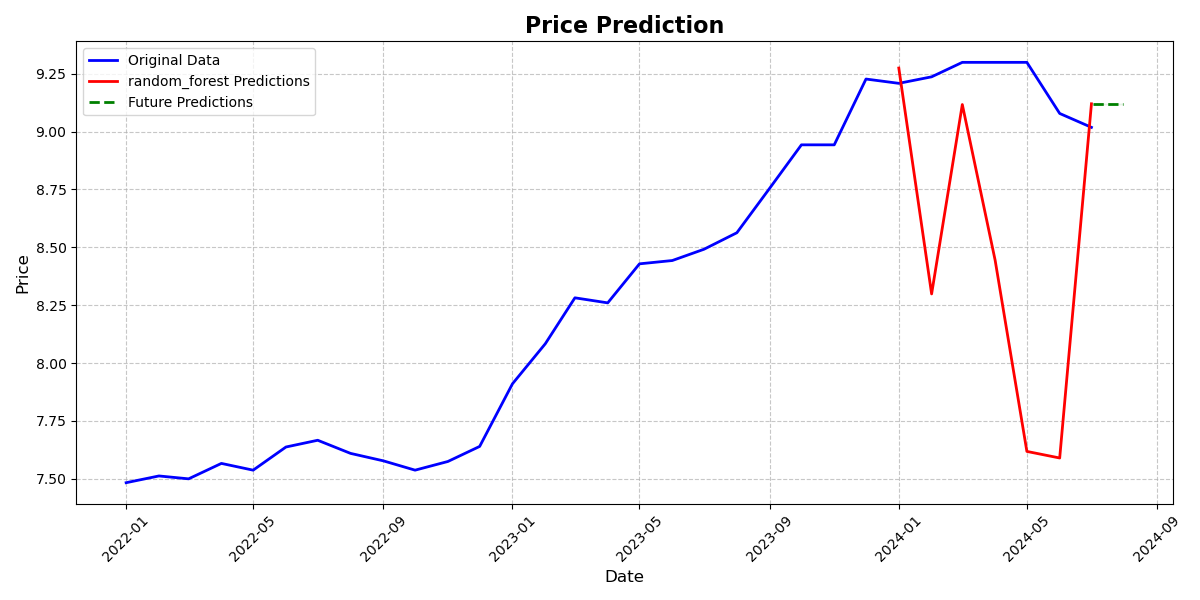 Price Prediction
Original Data
random_forest Predictions
Future Predictions
Price
9.25
9.00
8.75
8.50
8.25
8.00
7.75
7.50
2022-01
2022-05
2022-09
2023-01
2023-05
2023-09
2024-01
2024-05
2024-09
Date